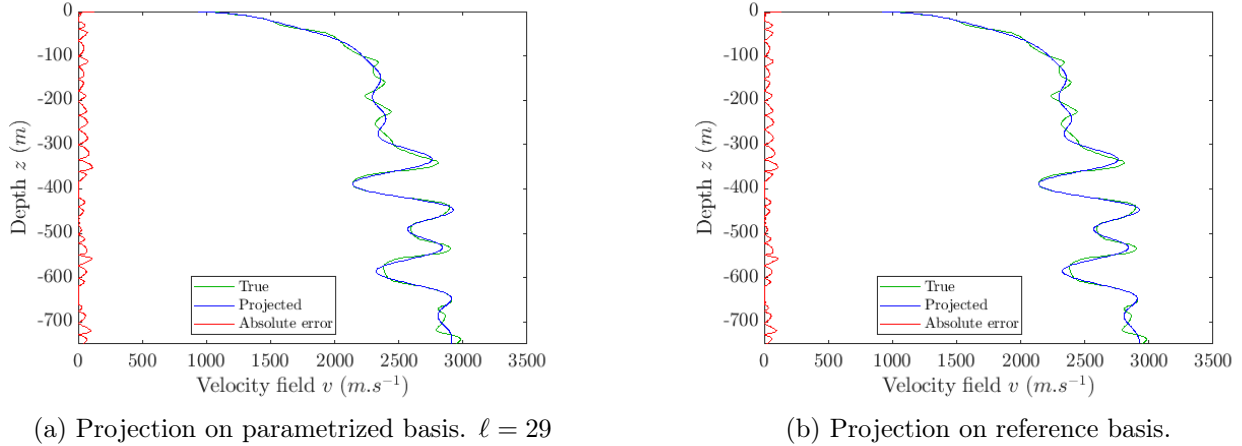 0
-100
-200
-300
-400
-500
-600
-700
Depth z (m)
True
Projected
Absolute error
0 500 1000 1500 2000 2500 3000 3500
Velocity field v (m.s⁻¹)
(a) Projection on parametrized basis. ℓ = 29
0
-100
-200
-300
-400
-500
-600
-700
Depth z (m)
True
Projected
Absolute error
0 500 1000 1500 2000 2500 3000 3500
Velocity field v (m.s⁻¹)
(b) Projection on reference basis.